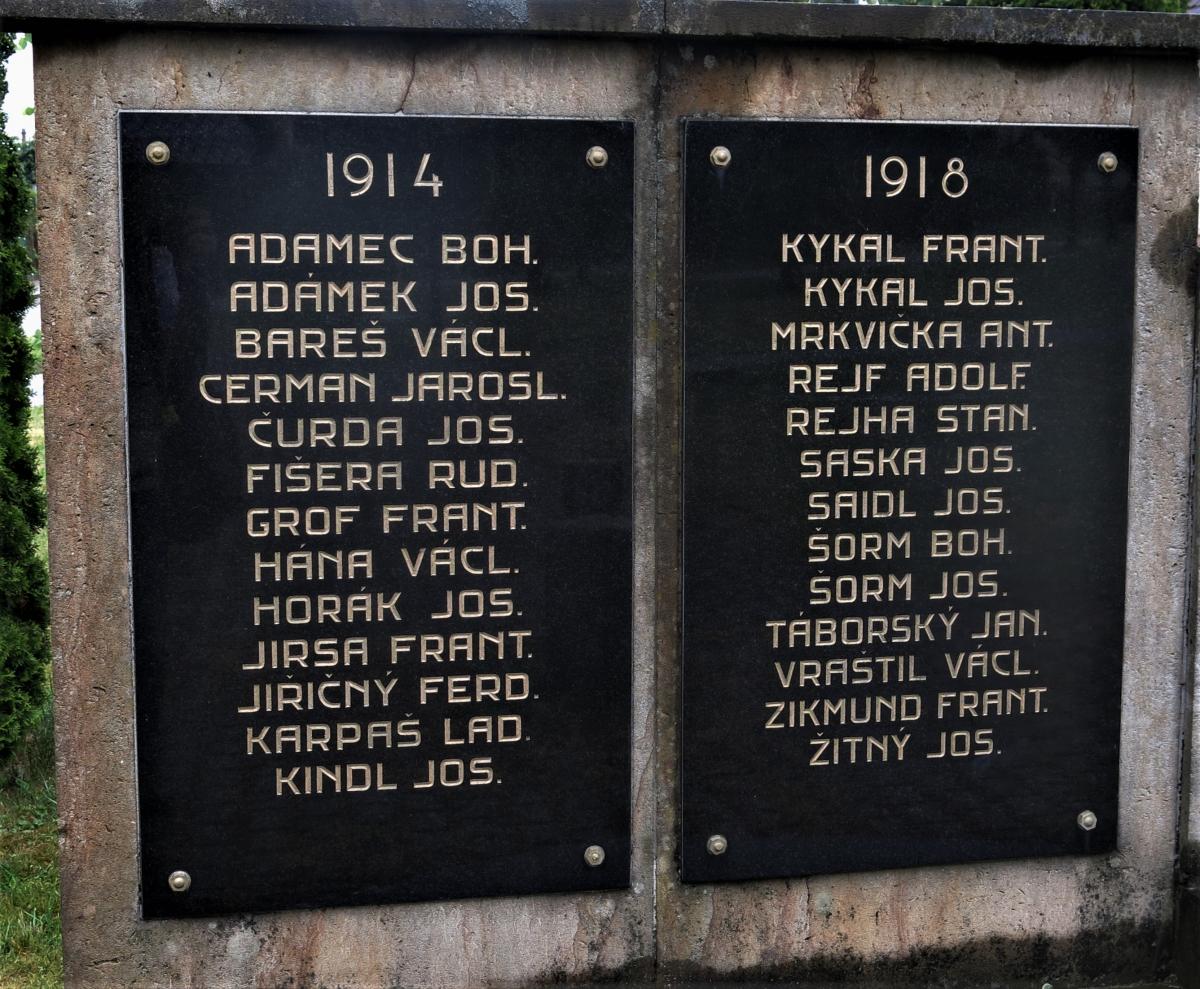 1914
ADAMEC BOH.
ADÁMEK JOS.
BAREŠ VÁCL.
CERMAN JAROSL.
ČURDA JOS.
FIŠERA RUD.
GROF FRANT.
HÁNA VÁCL.
HORÁK JOS.
JIRSA FRANT.
JIŘIČNÝ FERD.
KARPAŠ LAD.
KINDL JOS.
1918
KYKAL FRANT.
KYKAL JOS.
MRKVIČKA ANT.
REJF ADOLF.
REJHA STAN.
SASKA JOS.
SAIDL JOS.
ŠORM BOH.
ŠORM JOS.
TÁBORSKÝ JAN.
VRAŠTIL VÁCL.
ZIKMUND FRANT.
ŽITNÝ JOS.